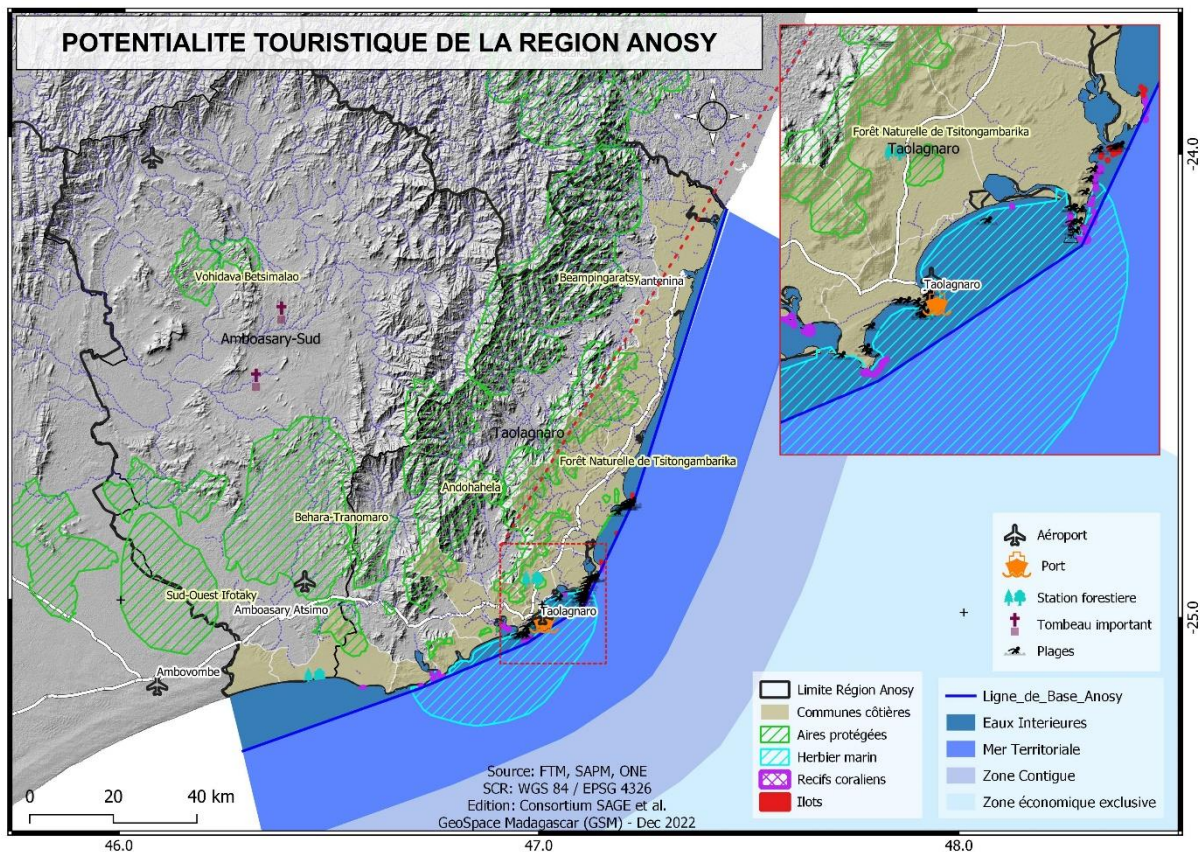 POTENTIALITE TOURISTIQUE DE LA REGION ANOSY
Forêt Naturelle de Tsitongambarika
Taolagnaro
Taolagnaro
-24.0
Vohidava Betsimalao
Beampingaratsy
Amboasary-Sud
Taolagnaro
Forêt Naturelle de Tsitongambarika
Andohahela
Behara-Tranomaro
Sud-Ouest Ifotaky
Amboasary Atsimo
Taolagnaro
-25.0
Ambovombe
Aéroport
Port
Station forestiere
Tombeau important
Plages
Limite Région Anosy
Communes côtières
Aires protégées
Herbier marin
Recifs coraliens
Ilots
Ligne_de_Base_Anosy
Eaux Interieures
Mer Territoriale
Zone Contigue
Zone économique exclusive
Source: FTM, SAPM, ONE
SCR: WGS 84 / EPSG 4326
Edition: Consortium SAGE et al.
GeoSpace Madagascar (GSM) - Dec 2022
0 20 40 km
46.0 47.0 48.0